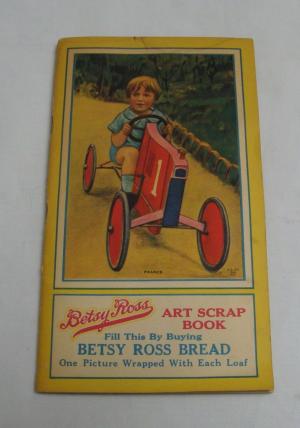 1
FRANCE
Betsy Ross
ART SCRAP
BOOK
Fill This By Buying
BETSY ROSS BREAD
One Picture Wrapped With Each Loaf